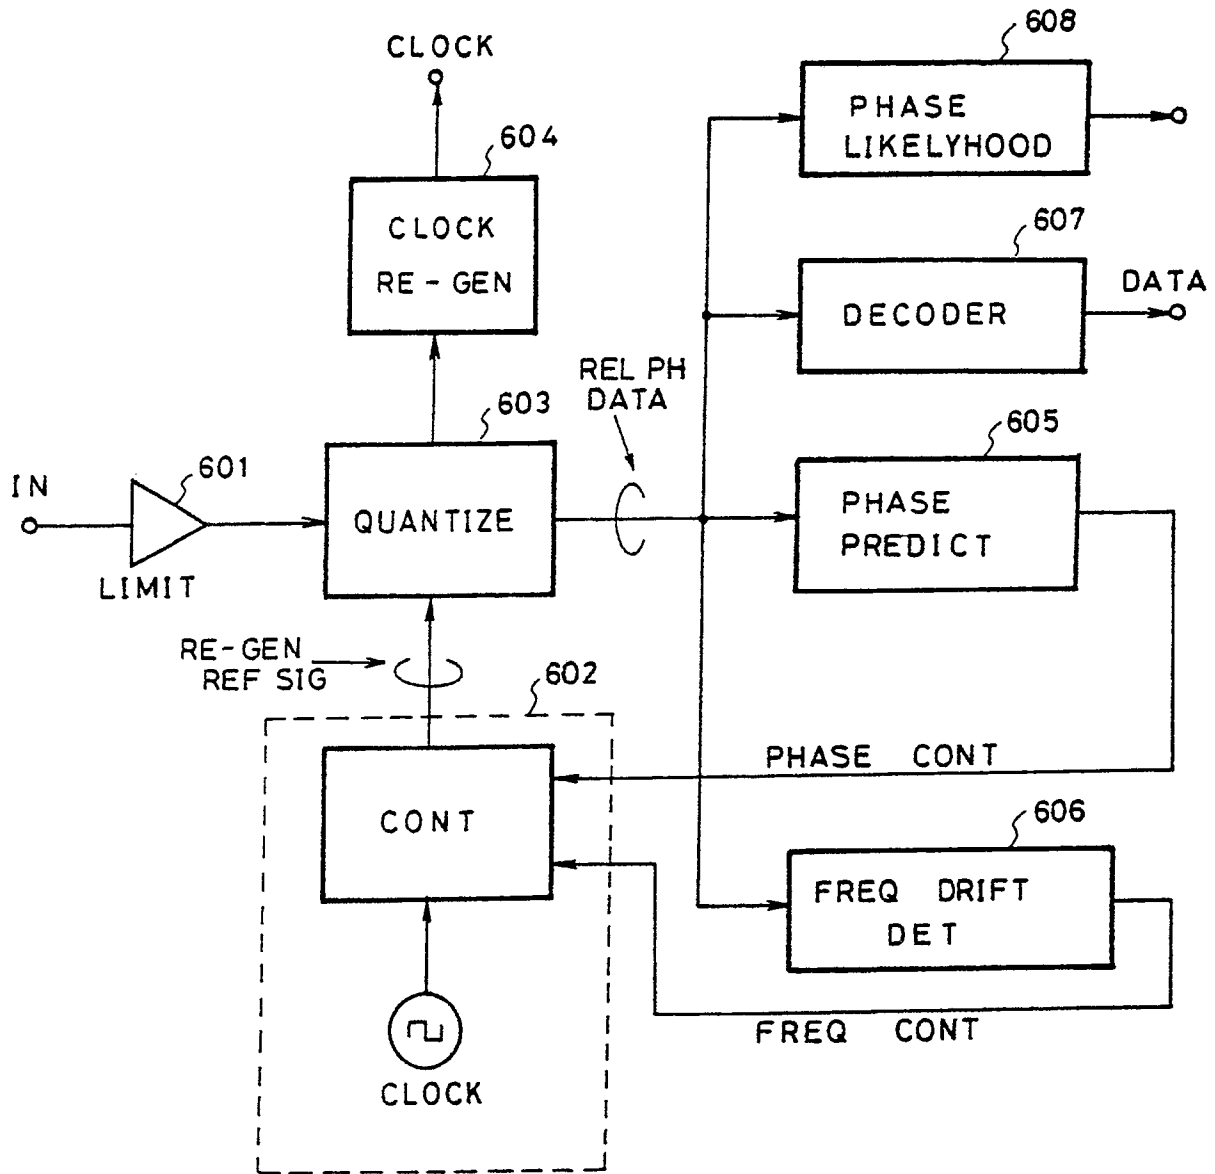 608
CLOCK
PHASE
LIKELYHOOD
604
CLOCK
RE-GEN
607
DATA
DECODER
REL PH
DATA
603
605
601
IN
QUANTIZE
PHASE
PREDICT
LIMIT
RE-GEN
REF SIG
602
PHASE CONT
CONT
606
FREQ DRIFT
DET
FREQ CONT
CLOCK